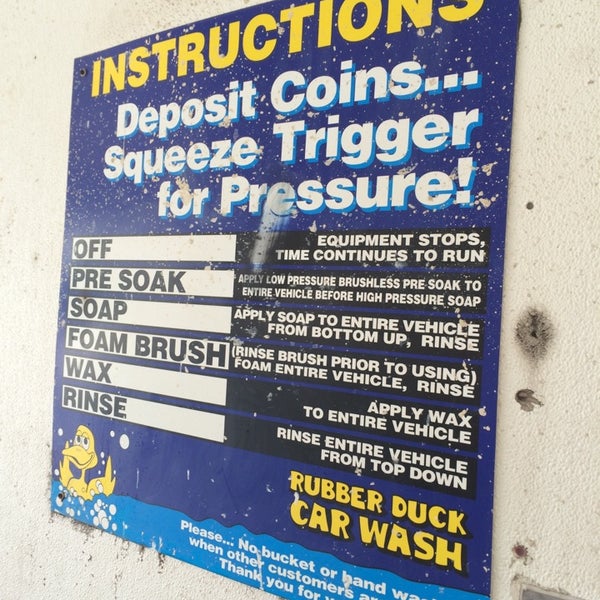 INSTRUCTIONS
Deposit Coins...
Squeeze Trigger
for Pressure!
OFF
EQUIPMENT STOPS,
TIME CONTINUES TO RUN
PRE SOAK
APPLY LOW PRESSURE BRUSHLESS PRE SOAK TO
ENTIRE VEHICLE BEFORE HIGH PRESSURE SOAP
SOAP
APPLY SOAP TO ENTIRE VEHICLE
FROM BOTTOM UP, RINSE
FOAM BRUSH
(RINSE BRUSH PRIOR TO USING)
FOAM ENTIRE VEHICLE, RINSE
WAX
APPLY WAX
TO ENTIRE VEHICLE
RINSE
RINSE ENTIRE VEHICLE
FROM TOP DOWN
RUBBER DUCK
CAR WASH
Please... No bucket or hand
when other customers
Thank you for